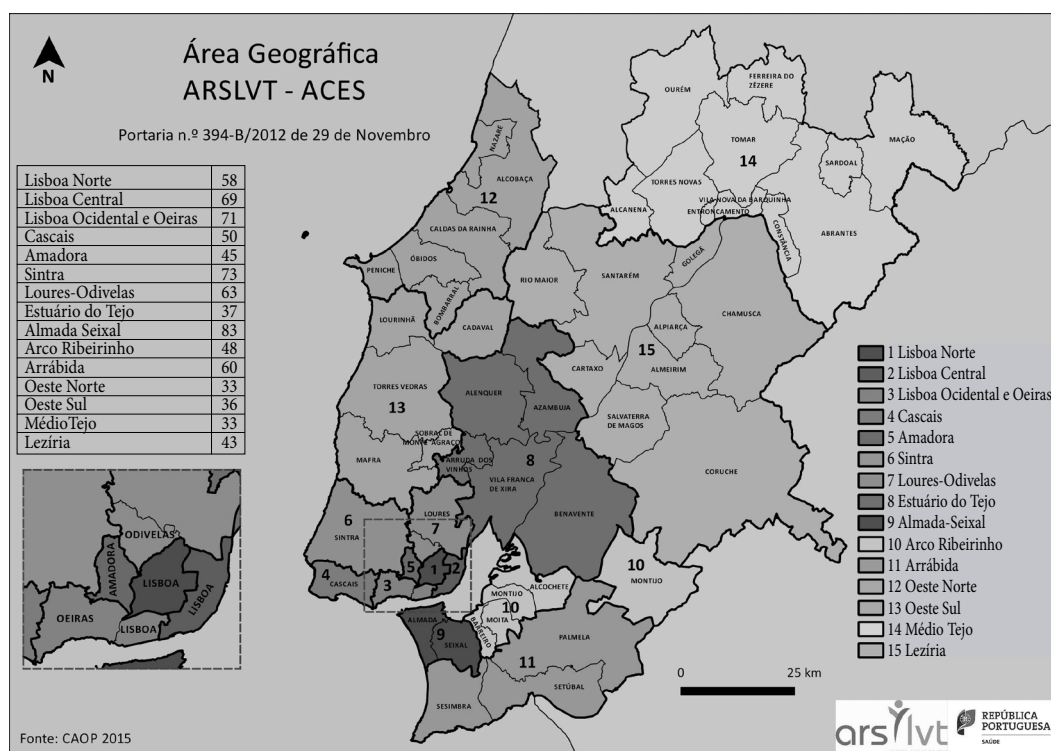 N
Área Geográfica
ARSLVT - ACES
Portaria n.º 394-B/2012 de 29 de Novembro
Lisboa Norte 58
Lisboa Central 69
Lisboa Ocidental e Oeiras 71
Cascais 50
Amadora 45
Sintra 73
Loures-Odivelas 63
Estuário do Tejo 37
Almada Seixal 83
Arco Ribeirinho 48
Arrábida 60
Oeste Norte 33
Oeste Sul 36
MédioTejo 33
Lezíria 43
ODIVELAS
AMADORA
LISBOA
LISBOA
OEIRAS
LISBOA
Fonte: CAOP 2015
OURÉM
FERREIRA DO
ZÊZERE
TOMAR
14
MAÇÃO
SARDOAL
NAZARÉ
ALCOBAÇA
12
TORRES NOVAS
VILA NOVA DA BARQUINHA
ALCANENA
ENTRONCAMENTO
CONSTÂNCIA
ABRANTES
CALDAS DA RAINHA
ÓBIDOS
PENICHE
BOMBARRAL
RIO MAIOR
SANTARÉM
GOLEGÃ
CHAMUSCA
LOURINHÃ
CADAVAL
ALPIARÇA
15
CARTAXO
ALMEIRIM
TORRES VEDRAS
13
ALENQUER
AZAMBUJA
SALVATERRA
DE MAGOS
SOBRAL DE
MONTE AGRAÇO
MAFRA
ARRUDA DOS
VINHOS
8
VILA FRANCA
DE XIRA
CORUCHE
BENAVENTE
LOURES
7
6
SINTRA
5
1
2
4
CASCAIS
3
10
MONTIJO
ALCOCHETE
MONTIJO
10
MOITA
BARREIRO
ALMADA
9
SEIXAL
PALMELA
11
SETÚBAL
SESIMBRA
0 25 km
1 Lisboa Norte
2 Lisboa Central
3 Lisboa Ocidental e Oeiras
4 Cascais
5 Amadora
6 Sintra
7 Loures-Odivelas
8 Estuário do Tejo
9 Almada-Seixal
10 Arco Ribeirinho
11 Arrábida
12 Oeste Norte
13 Oeste Sul
14 Médio Tejo
15 Lezíria
arslvt
REPÚBLICA
PORTUGUESA
SAÚDE